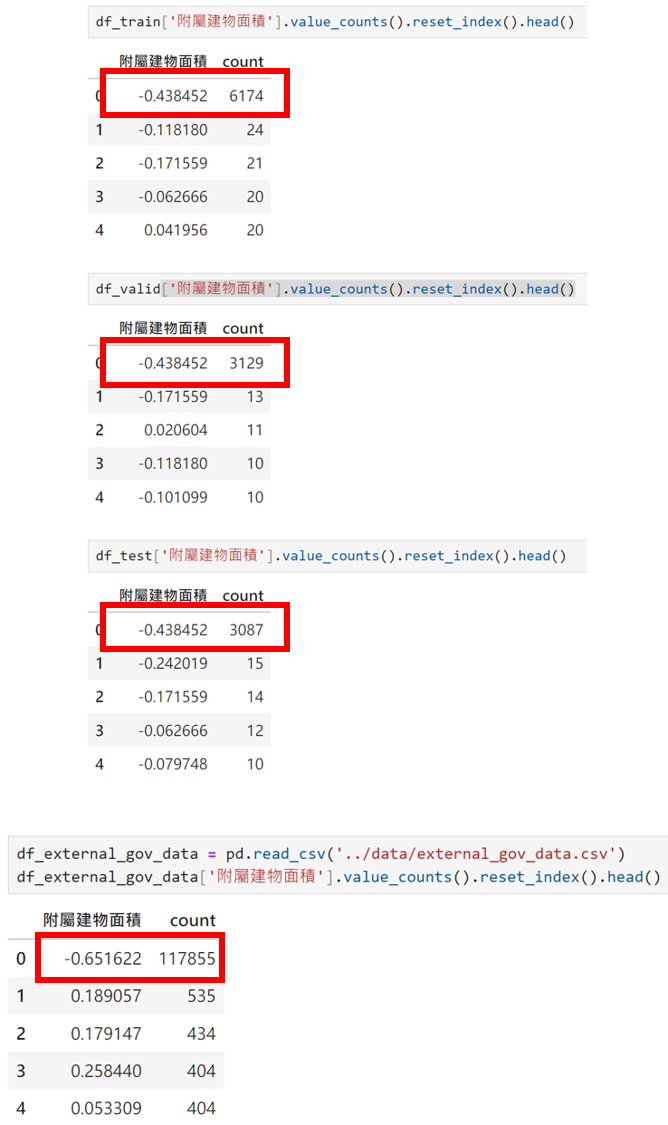 df_train['附屬建物面積'].value_counts().reset_index().head()
附屬建物面積 count
0 -0.438452 6174
1 -0.118180 24
2 -0.171559 21
3 -0.062666 20
4 0.041956 20
df_valid['附屬建物面積'].value_counts().reset_index().head()
附屬建物面積 count
0 -0.438452 3129
1 -0.171559 13
2 0.020604 11
3 -0.118180 10
4 -0.101099 10
df_test['附屬建物面積'].value_counts().reset_index().head()
附屬建物面積 count
0 -0.438452 3087
1 -0.242019 15
2 -0.171559 14
3 -0.062666 12
4 -0.079748 10
df_external_gov_data = pd.read_csv('../data/external_gov_data.csv')
df_external_gov_data['附屬建物面積'].value_counts().reset_index().head()
附屬建物面積 count
0 -0.651622 117855
1 0.189057 535
2 0.179147 434
3 0.258440 404
4 0.053309 404